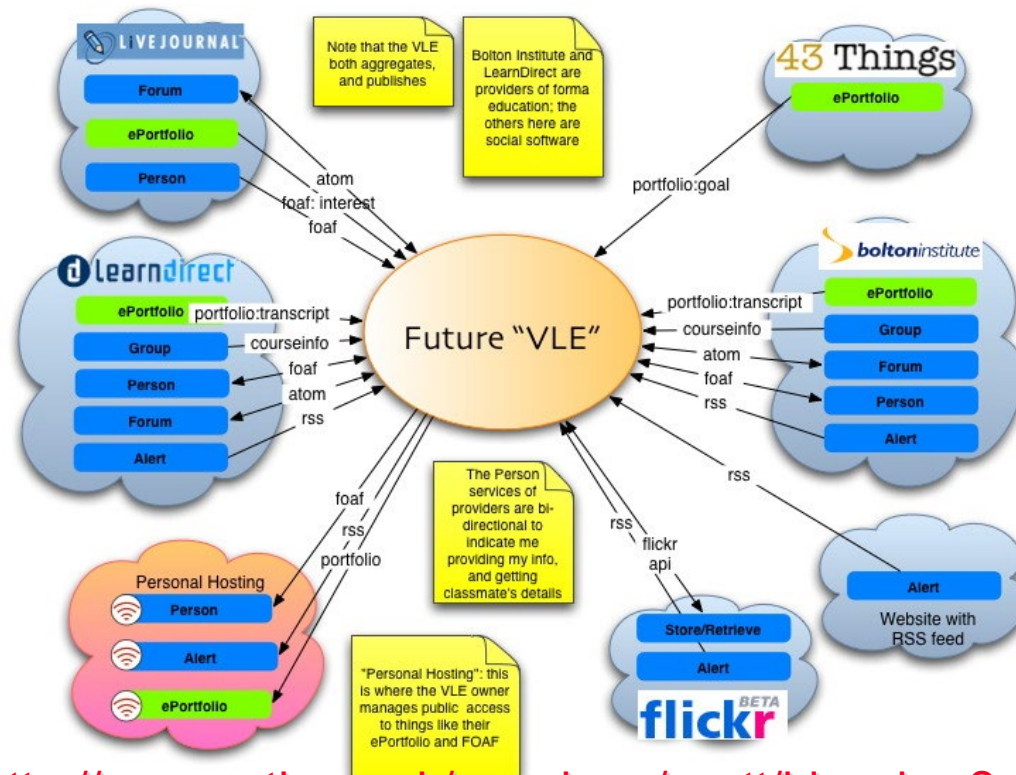 LiVEJOURNAL
Forum
ePortfolio
Person
Note that the VLE
both aggregates,
and publishes
Bolton Institute and
LearnDirect are
providers of forma
education; the
others here are
social software
43 Things
ePortfolio
atom
foaf: interest
foaf
portfolio:goal
learndirect
ePortfolio
Group
Person
Forum
Alert
portfolio:transcript
courseinfo
foaf
atom
rss
Future "VLE"
boltoninstitute
ePortfolio
Group
Forum
Person
Alert
portfolio:transcript
courseinfo
atom
foaf
rss
foaf
rss
portfolio
The Person
services of
providers are bi-
directional to
indicate me
providing my info,
and getting
classmate's details
rss
flickr
api
rss
Personal Hosting
Person
Alert
ePortfolio
"Personal Hosting": this
is where the VLE owner
manages public access
to things like their
ePortfolio and FOAF
Store/Retrieve
Alert
flickr
BETA
Alert
Website with
RSS feed